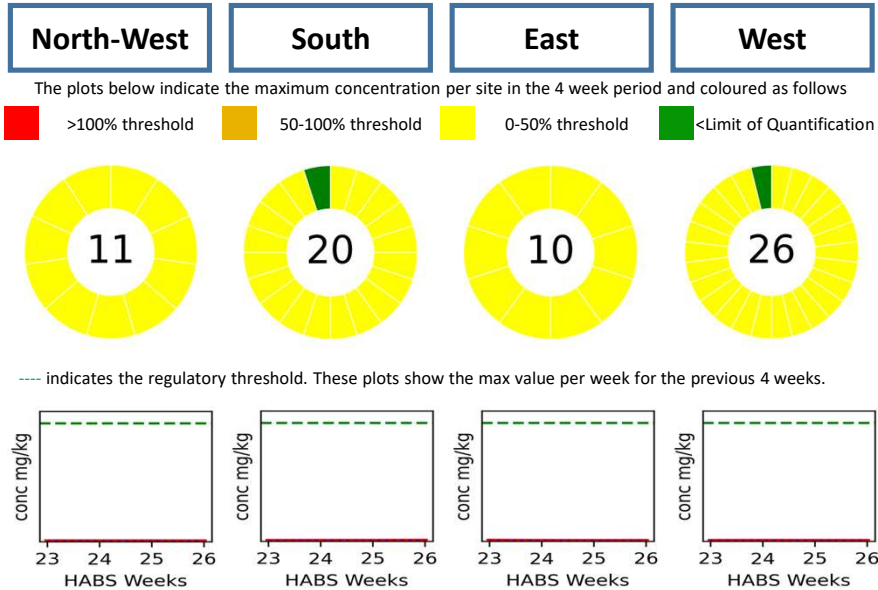 North-West South East West
The plots below indicate the maximum concentration per site in the 4 week period and coloured as follows
>100% threshold 50-100% threshold 0-50% threshold <Limit of Quantification
11 20 10 26
---- indicates the regulatory threshold. These plots show the max value per week for the previous 4 weeks.
conc mg/kg conc mg/kg conc mg/kg conc mg/kg
23 24 25 26 23 24 25 26 23 24 25 26 23 24 25 26
HABS Weeks HABS Weeks HABS Weeks HABS Weeks